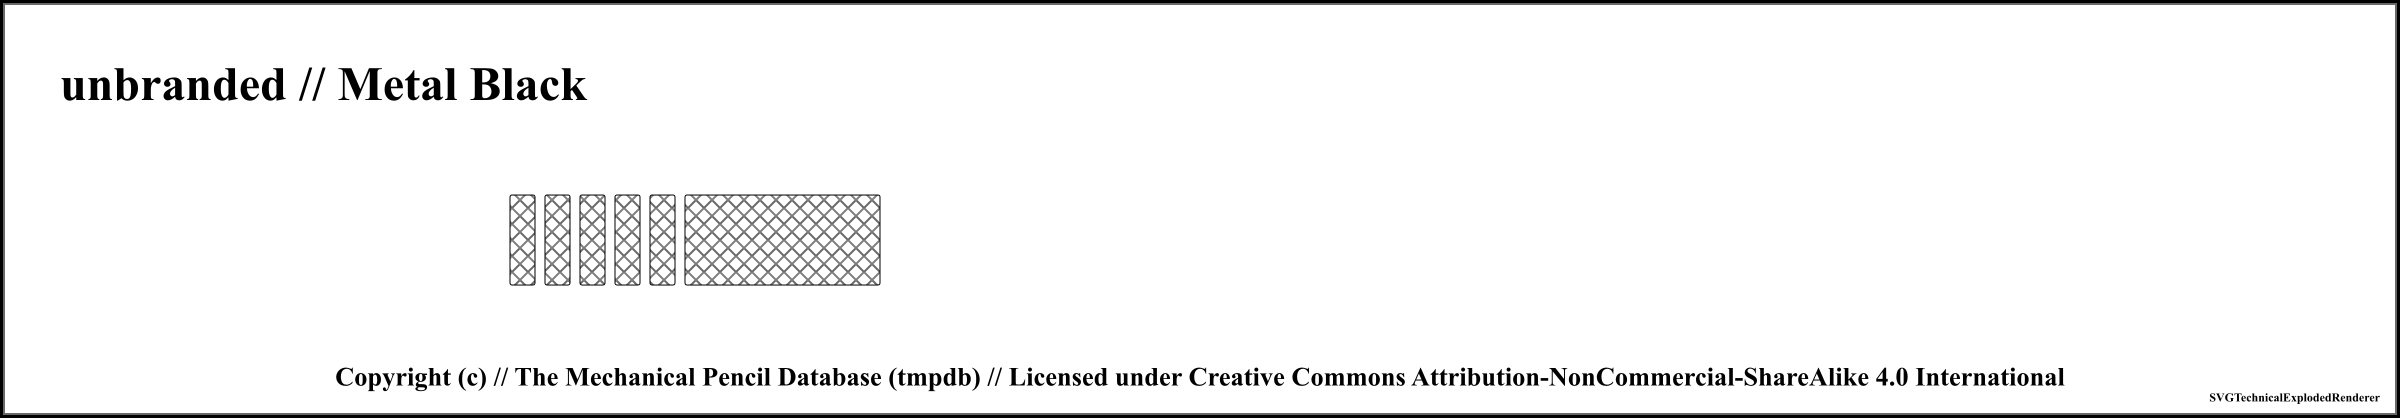 unbranded // Metal Black
Copyright (c) // The Mechanical Pencil Database (tmpdb) // Licensed under Creative Commons Attribution-NonCommercial-ShareAlike 4.0 International
SVGTechnicalExplodedRenderer